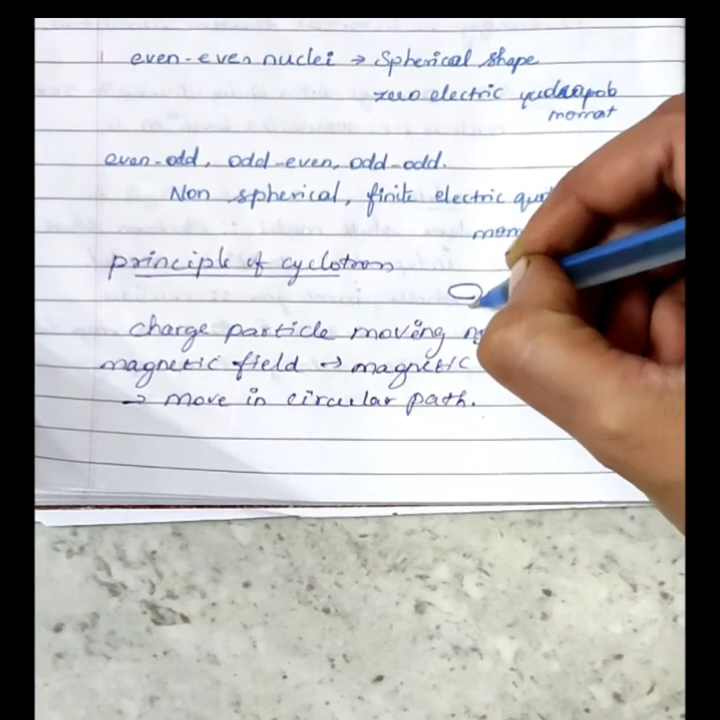 even-even nuclei → Spherical shape
zero electric
even-odd, odd-even, odd-odd.
Non spherical, finite electric
principle of cyclotron
charge particle moving
magnetic field → magnetic
→ move in circular path.